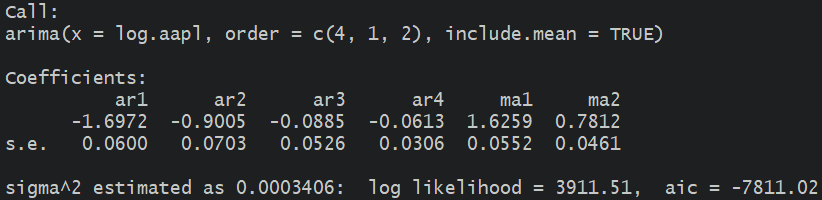 Call:
arima(x = log.aapl, order = c(4, 1, 2), include.mean = TRUE)
Coefficients:
ar1 ar2 ar3 ar4 ma1 ma2
-1.6972 -0.9005 -0.0885 -0.0613 1.6259 0.7812
s.e. 0.0600 0.0703 0.0526 0.0306 0.0552 0.0461
sigma^2 estimated as 0.0003406: log likelihood = 3911.51, aic = -7811.02